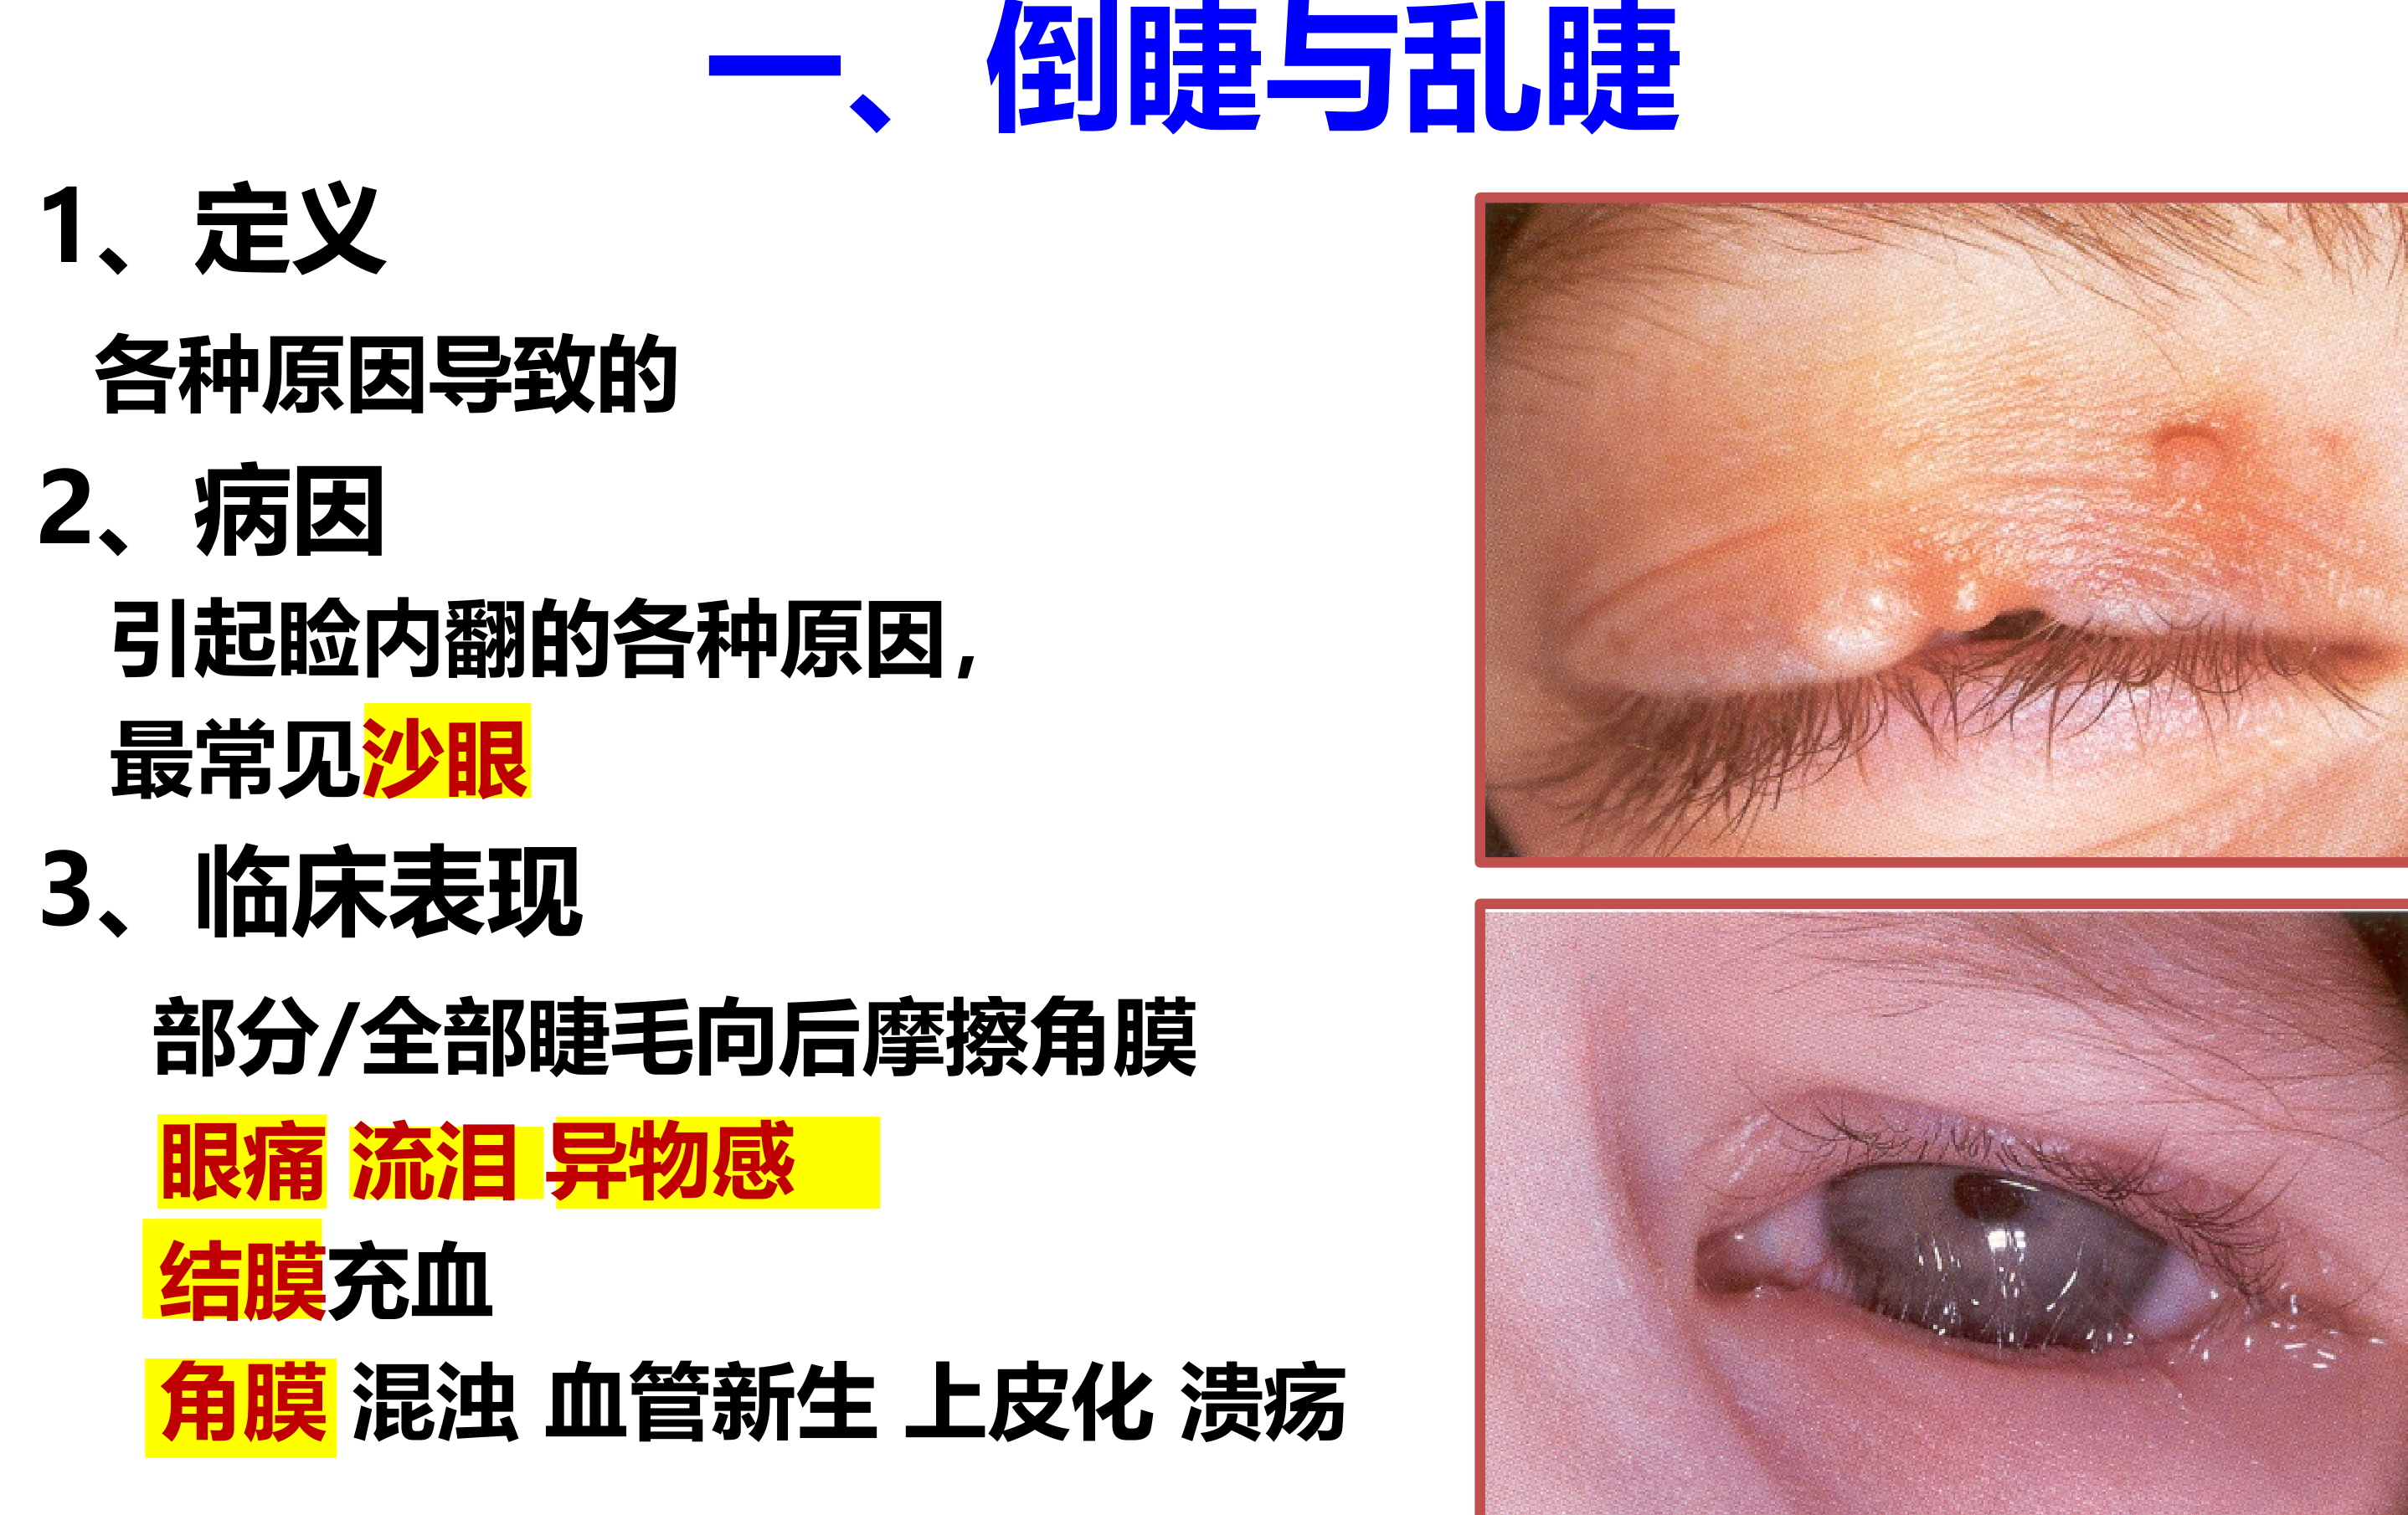 一、倒睫与乱睫
1、定义
各种原因导致的
2、病因
引起睑内翻的各种原因,
最常见沙眼
3、临床表现
部分/全部睫毛向后摩擦角膜
眼痛 流泪 异物感
结膜充血
角膜 混浊 血管新生 上皮化 溃疡